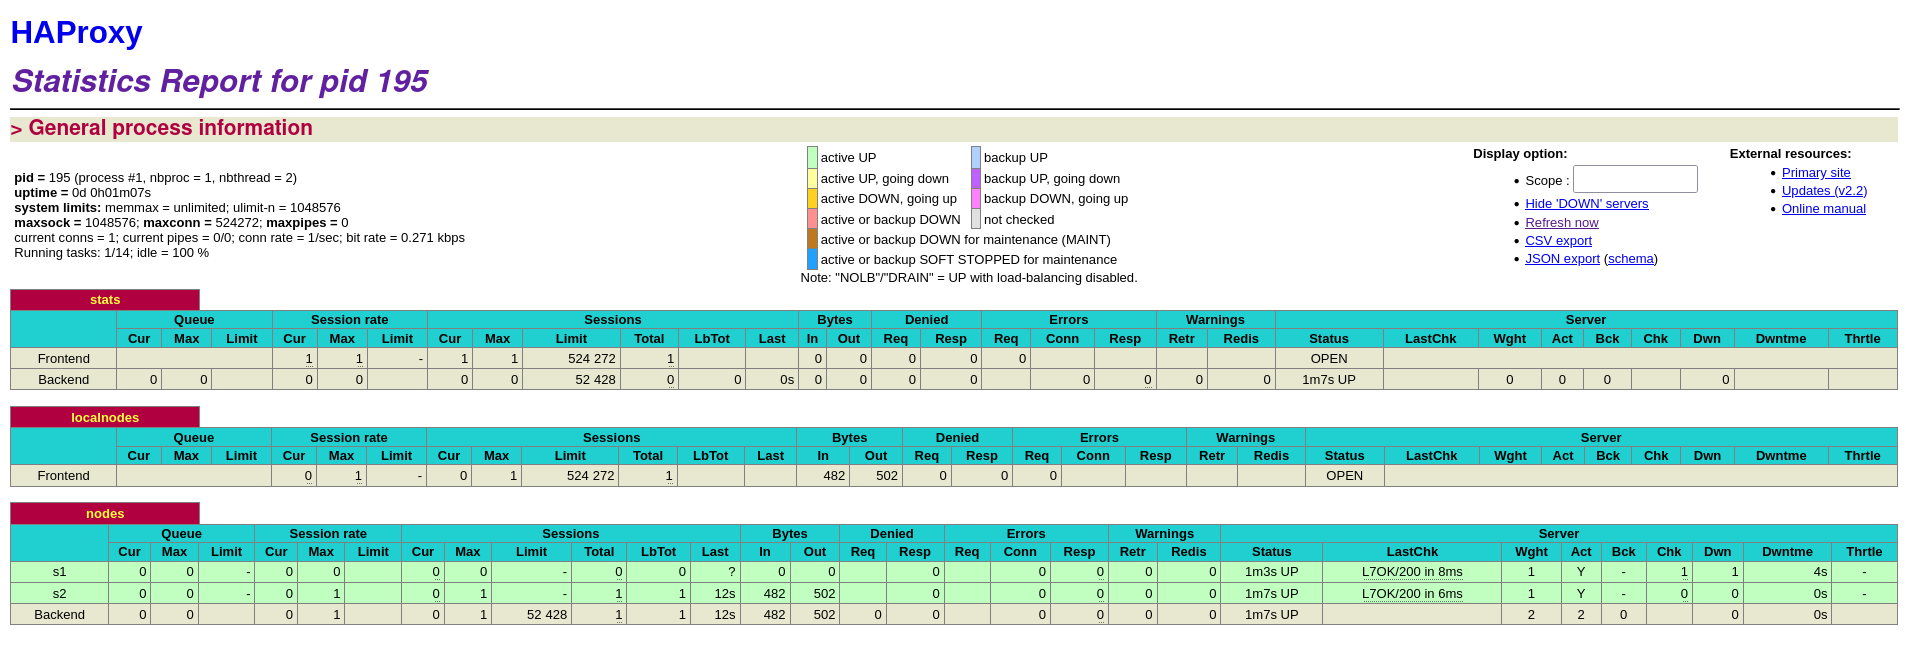 HAProxy
Statistics Report for pid 195
> General process information
pid = 195 (process #1, nbproc = 1, nbthread = 2)
uptime = 0d 0h01m07s
system limits: memmax = unlimited; ulimit-n = 1048576
maxsock = 1048576; maxconn = 524272; maxpipes = 0
current conns = 1; current pipes = 0/0; conn rate = 1/sec; bit rate = 0.271 kbps
Running tasks: 1/14; idle = 100 %
active UP backup UP
active UP, going down backup UP, going down
active DOWN, going up backup DOWN, going up
active or backup DOWN not checked
active or backup DOWN for maintenance (MAINT)
active or backup SOFT STOPPED for maintenance
Note: "NOLB"/"DRAIN" = UP with load-balancing disabled.
Display option:
• Scope :
• Hide 'DOWN' servers
• Refresh now
• CSV export
• JSON export (schema)
External resources:
• Primary site
• Updates (v2.2)
• Online manual
stats
Queue Session rate Sessions Bytes Denied Errors Warnings Server
Cur Max Limit Cur Max Limit Cur Max Limit Total LbTot Last In Out Req Resp Req Conn Resp Retr Redis Status LastChk Wght Act Bck Chk Dwn Dwntme Thrtle
Frontend 1 1 - 1 1 524 272 1 0 0 0 0 0 OPEN
Backend 0 0 0 0 0 0 52 428 0 0 0s 0 0 0 0 0 0 0 0 1m7s UP 0 0 0 0
localnodes
Queue Session rate Sessions Bytes Denied Errors Warnings Server
Cur Max Limit Cur Max Limit Cur Max Limit Total LbTot Last In Out Req Resp Req Conn Resp Retr Redis Status LastChk Wght Act Bck Chk Dwn Dwntme Thrtle
Frontend 0 1 - 0 1 524 272 1 482 502 0 0 0 OPEN
nodes
Queue Session rate Sessions Bytes Denied Errors Warnings Server
Cur Max Limit Cur Max Limit Cur Max Limit Total LbTot Last In Out Req Resp Req Conn Resp Retr Redis Status LastChk Wght Act Bck Chk Dwn Dwntme Thrtle
s1 0 0 - 0 0 0 0 - 0 0 ? 0 0 0 0 0 0 0 1m3s UP L7OK/200 in 8ms 1 Y - 1 1 4s -
s2 0 0 - 0 1 0 1 - 1 1 12s 482 502 0 0 0 0 0 1m7s UP L7OK/200 in 6ms 1 Y - 0 0 0s -
Backend 0 0 0 1 0 1 52 428 1 1 12s 482 502 0 0 0 0 0 0 1m7s UP 2 2 0 0 0s